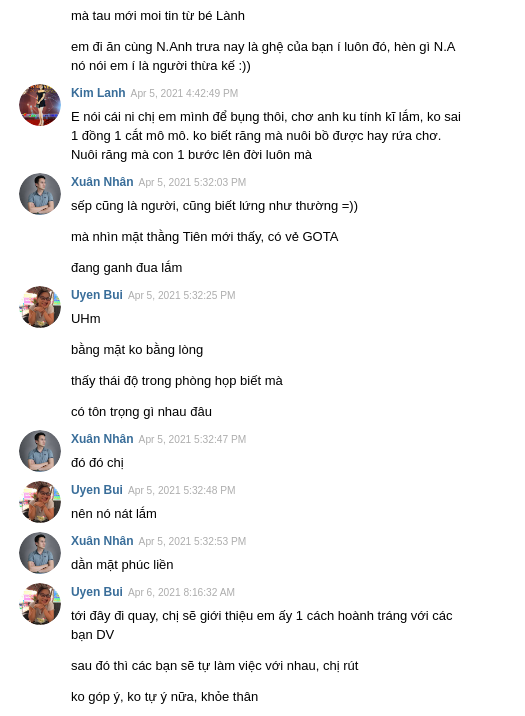 mà tau mới moi tin từ bé Lành
em đi ăn cùng N.Anh trưa nay là ghệ của bạn í luôn đó, hèn gì N.A
nó nói em í là người thừa kế :))
Kim Lanh Apr 5, 2021 4:42:49 PM
E nói cái ni chị em mình để bụng thôi, chơ anh ku tính kĩ lắm, ko sai
1 đồng 1 cắt mô mô. ko biết răng mà nuôi bồ được hay rứa chơ.
Nuôi răng mà con 1 bước lên đời luôn mà
Xuân Nhân Apr 5, 2021 5:32:03 PM
sếp cũng là người, cũng biết lứng như thường =))
mà nhìn mặt thằng Tiên mới thấy, có vẻ GOTA
đang ganh đua lắm
Uyen Bui Apr 5, 2021 5:32:25 PM
UHm
bằng mặt ko bằng lòng
thấy thái độ trong phòng họp biết mà
có tôn trọng gì nhau đâu
Xuân Nhân Apr 5, 2021 5:32:47 PM
đó đó chị
Uyen Bui Apr 5, 2021 5:32:48 PM
nên nó nát lắm
Xuân Nhân Apr 5, 2021 5:32:53 PM
dằn mặt phúc liền
Uyen Bui Apr 6, 2021 8:16:32 AM
tới đây đi quay, chị sẽ giới thiệu em ấy 1 cách hoành tráng với các
bạn DV
sau đó thì các bạn sẽ tự làm việc với nhau, chị rút
ko góp ý, ko tự ý nữa, khỏe thân